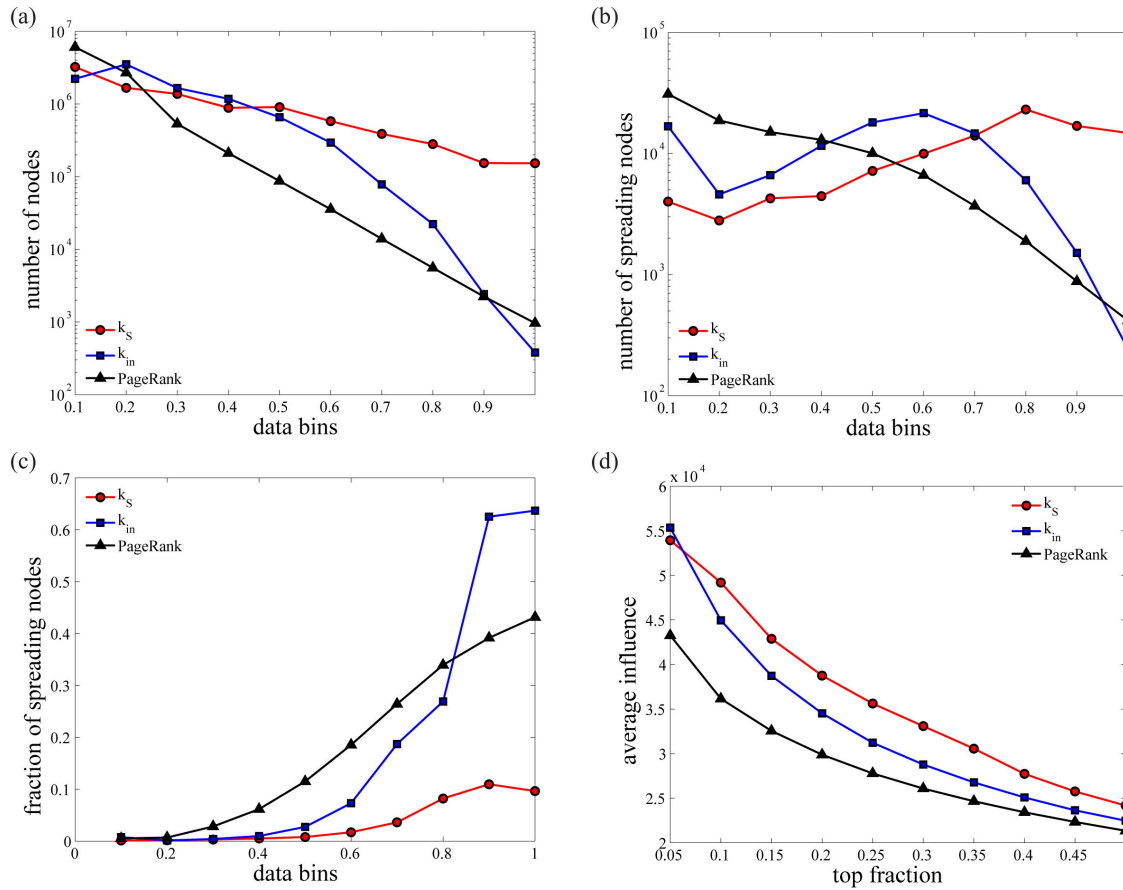 (a)
number of nodes
10^7
10^6
10^5
10^4
10^3
10^2
k_S
k_in
PageRank
0.1 0.2 0.3 0.4 0.5 0.6 0.7 0.8 0.9
data bins
(b)
number of spreading nodes
10^5
10^4
10^3
10^2
k_S
k_in
PageRank
0.1 0.2 0.3 0.4 0.5 0.6 0.7 0.8 0.9
data bins
(c)
fraction of spreading nodes
0.7
0.6
0.5
0.4
0.3
0.2
0.1
0
k_S
k_in
PageRank
0 0.2 0.4 0.6 0.8 1
data bins
(d)
average influence
x 10^4
6
5.5
5
4.5
4
3.5
3
2.5
2
k_S
k_in
PageRank
0.05 0.1 0.15 0.2 0.25 0.3 0.35 0.4 0.45
top fraction